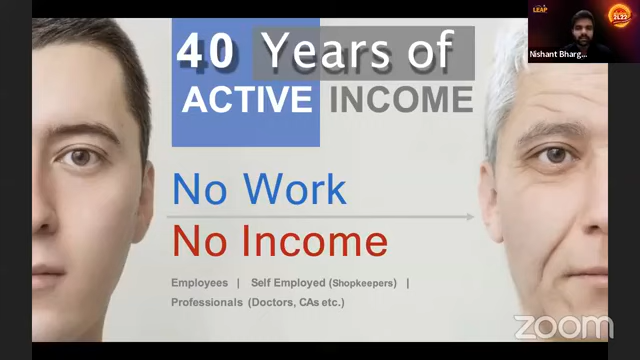 40 Years of
ACTIVE INCOME
No Work
No Income
Employees | Self Employed (Shopkeepers) |
Professionals (Doctors, CAs etc.)
LEAP
Nishant Bharg...
zoom